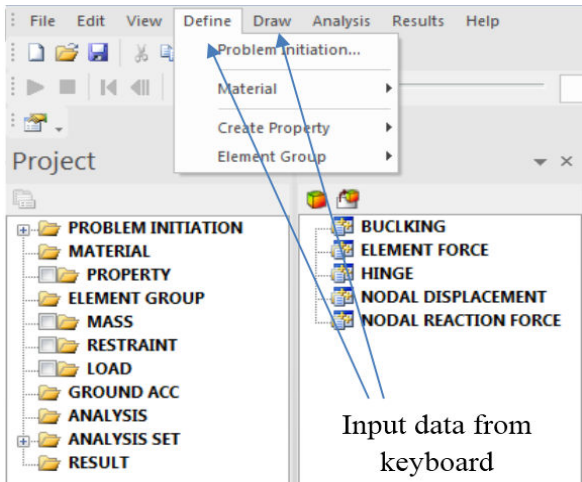 File Edit View Define Draw Analysis Results Help
Problem Initiation...
Material
Create Property
Element Group
Project
PROBLEM INITIATION
MATERIAL
PROPERTY
ELEMENT GROUP
MASS
RESTRAINT
LOAD
GROUND ACC
ANALYSIS
ANALYSIS SET
RESULT
BUCLKING
ELEMENT FORCE
HINGE
NODAL DISPLACEMENT
NODAL REACTION FORCE
Input data from
keyboard